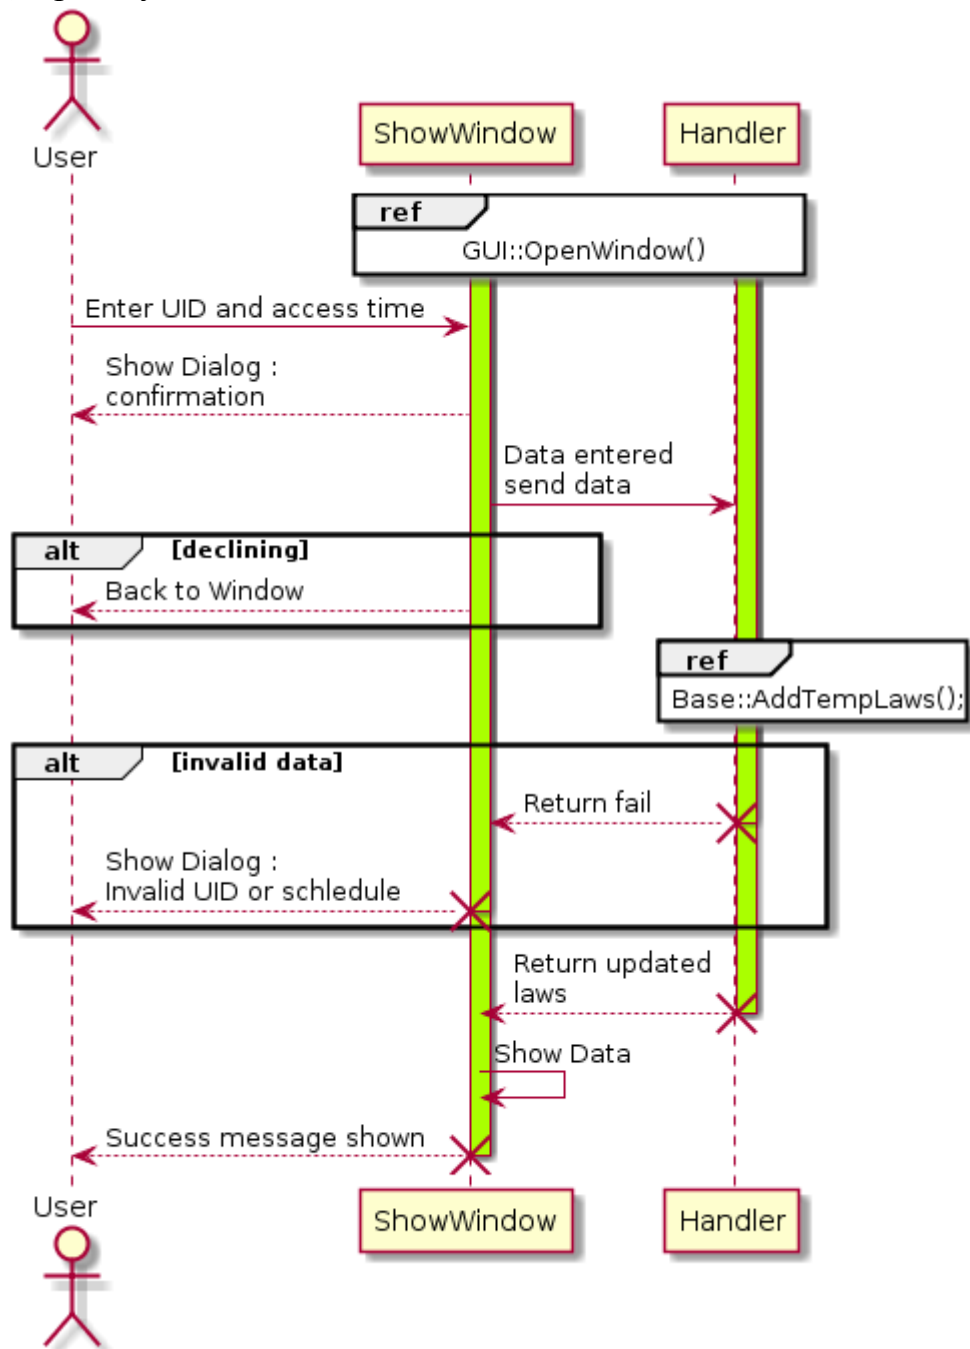 User
ShowWindow
Handler
ref
GUI::OpenWindow()
Enter UID and access time
Show Dialog :
confirmation
Data entered
send data
alt
[declining]
Back to Window
ref
Base::AddTempLaws();
alt
[invalid data]
Return fail
Show Dialog :
Invalid UID or schledule
Return updated
laws
Show Data
Success message shown
User
ShowWindow
Handler